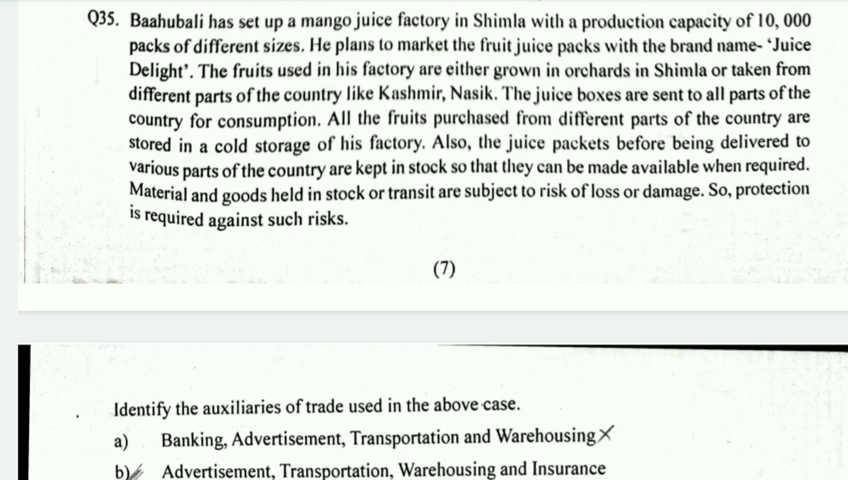 Q35. Baahubali has set up a mango juice factory in Shimla with a production capacity of 10, 000
packs of different sizes. He plans to market the fruit juice packs with the brand name- ‘Juice
Delight’. The fruits used in his factory are either grown in orchards in Shimla or taken from
different parts of the country like Kashmir, Nasik. The juice boxes are sent to all parts of the
country for consumption. All the fruits purchased from different parts of the country are
stored in a cold storage of his factory. Also, the juice packets before being delivered to
various parts of the country are kept in stock so that they can be made available when required.
Material and goods held in stock or transit are subject to risk of loss or damage. So, protection
is required against such risks.
(7)
Identify the auxiliaries of trade used in the above case.
a) Banking, Advertisement, Transportation and Warehousing
b) Advertisement, Transportation, Warehousing and Insurance